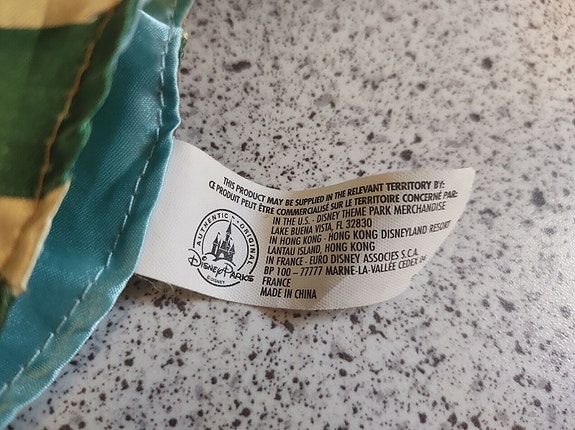 THIS PRODUCT MAY BE SUPPLIED IN THE RELEVANT TERRITORY BY:
CE PRODUIT PEUT ÊTRE COMMERCIALISÉ SUR LE TERRITOIRE CONCERNÉ PAR:
IN THE U.S. - DISNEY THEME PARK MERCHANDISE
LAKE BUENA VISTA, FL 32830
IN HONG KONG - HONG KONG DISNEYLAND RESORT
LANTAU ISLAND, HONG KONG
IN FRANCE - EURO DISNEY ASSOCIES S.C.A.
BP 100 - 77777 MARNE-LA-VALLÉE CEDEX 04
FRANCE
MADE IN CHINA
AUTHENTIC ORIGINAL
DISNEY PARKS
©DISNEY